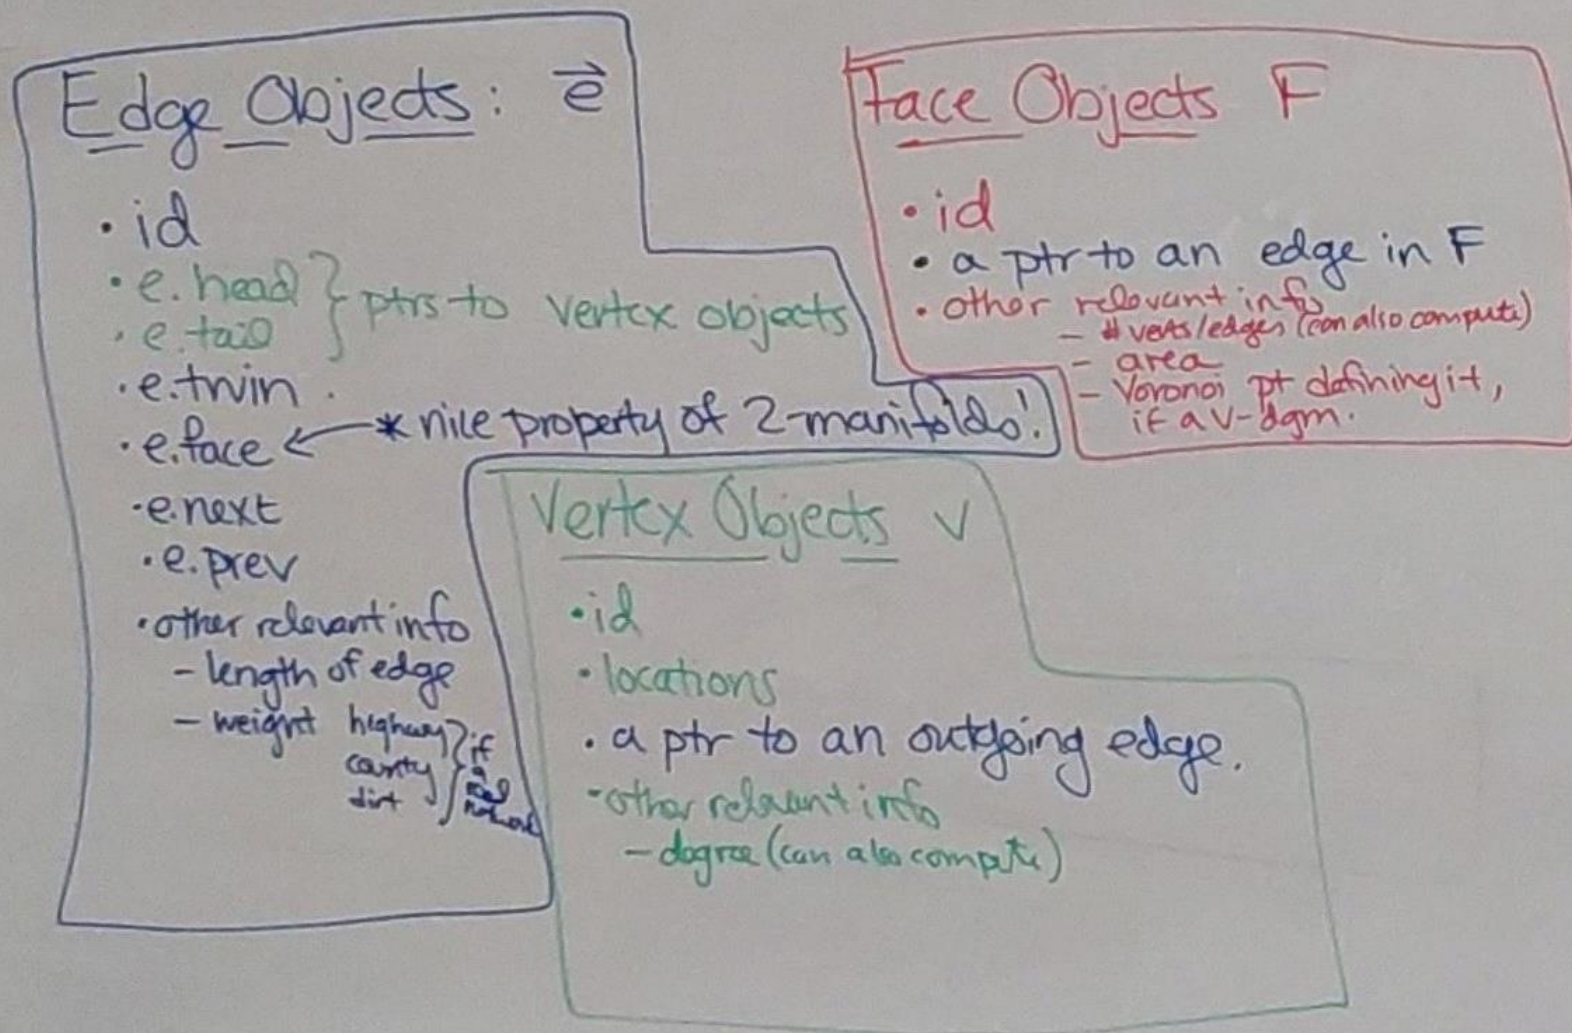 Edge Objects: e⃗
• id
• e.head } ptrs to vertex objects
• e.tail
• e.twin
• e.face ← * nice property of 2-manifolds!
• e.next
• e.prev
• other relevant info
- length of edge
- weight highway } if
county a
dirt road
network
Face Objects F
• id
• a ptr to an edge in F
• other relevant info
- # verts/edges (can also compute)
- area
- Voronoi pt defining it,
if a V-dgm.
Vertex Objects v
• id
• locations
• a ptr to an outgoing edge.
• other relevant info
- degree (can also compute)